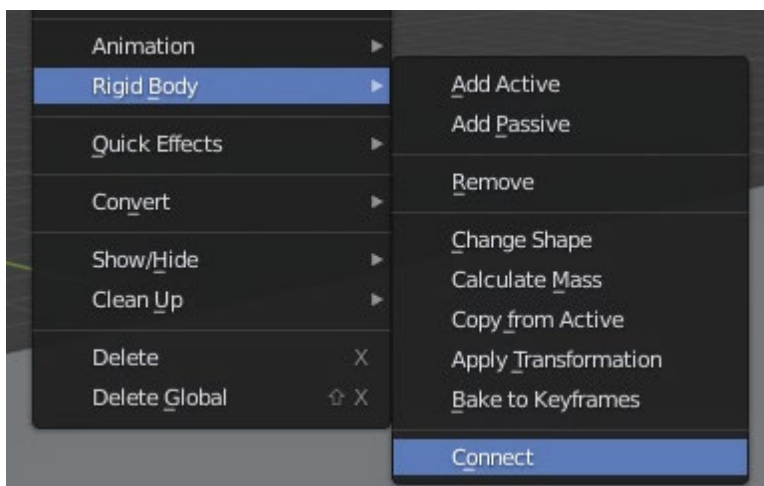 Animation
Rigid Body
Quick Effects
Convert
Show/Hide
Clean Up
Delete X
Delete Global ⇧ X
Add Active
Add Passive
Remove
Change Shape
Calculate Mass
Copy from Active
Apply Transformation
Bake to Keyframes
Connect